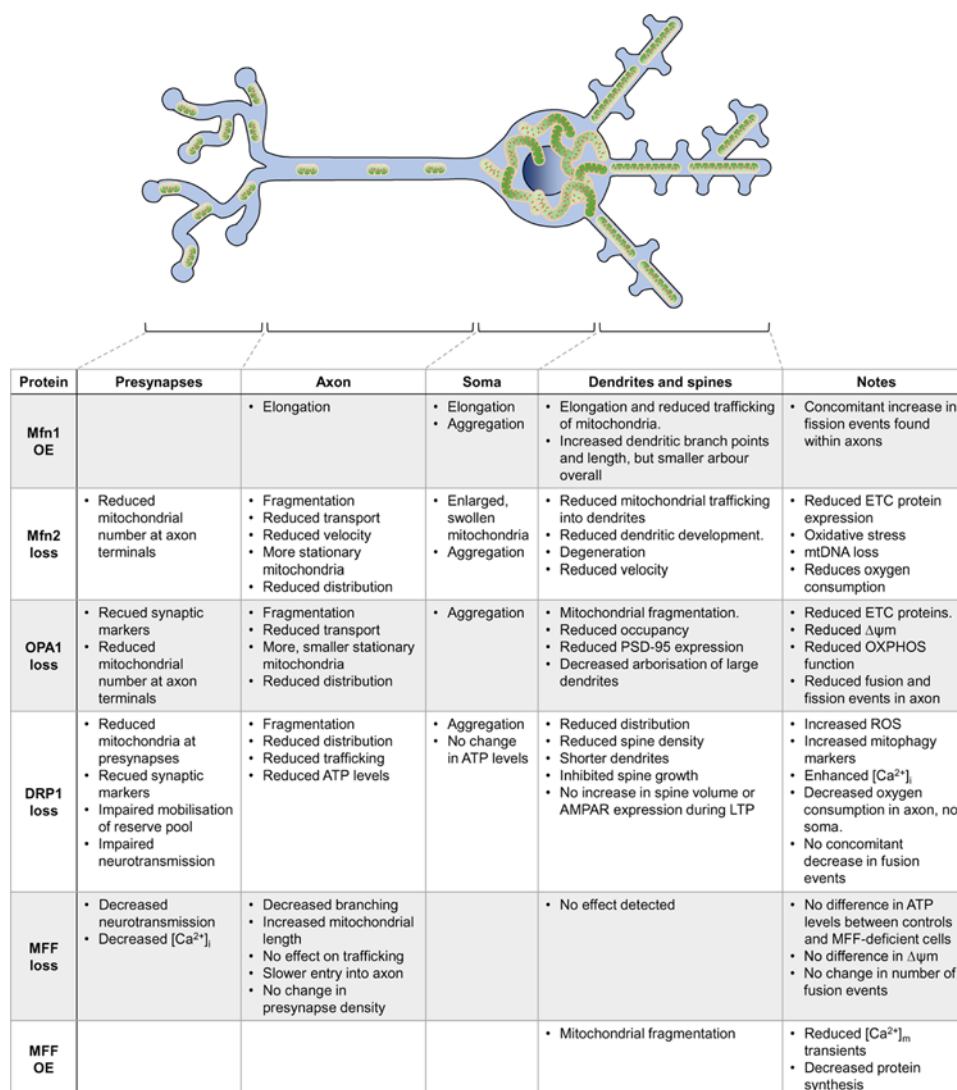 Protein Presynapses Axon Soma Dendrites and spines Notes
Mfn1
OE
• Elongation
• Elongation
• Aggregation
• Elongation and reduced trafficking
of mitochondria.
• Increased dendritic branch points
and length, but smaller arbour
overall
• Concomitant increase in
fission events found
within axons
Mfn2
loss
• Reduced
mitochondrial
number at axon
terminals
• Fragmentation
• Reduced transport
• Reduced velocity
• More stationary
mitochondria
• Reduced distribution
• Enlarged,
swollen
mitochondria
• Aggregation
• Reduced mitochondrial trafficking
into dendrites
• Reduced dendritic development.
• Degeneration
• Reduced velocity
• Reduced ETC protein
expression
• Oxidative stress
• mtDNA loss
• Reduces oxygen
consumption
OPA1
loss
• Recued synaptic
markers
• Reduced
mitochondrial
number at axon
terminals
• Fragmentation
• Reduced transport
• More, smaller stationary
mitochondria
• Reduced distribution
• Aggregation
• Mitochondrial fragmentation.
• Reduced occupancy
• Reduced PSD-95 expression
• Decreased arborisation of large
dendrites
• Reduced ETC proteins.
• Reduced Δψm
• Reduced OXPHOS
function
• Reduced fusion and
fission events in axon
DRP1
loss
• Reduced
mitochondria at
presynapses
• Recued synaptic
markers
• Impaired mobilisation
of reserve pool
• Impaired
neurotransmission
• Fragmentation
• Reduced distribution
• Reduced trafficking
• Reduced ATP levels
• Aggregation
• No change
in ATP levels
• Reduced distribution
• Reduced spine density
• Shorter dendrites
• Inhibited spine growth
• No increase in spine volume or
AMPAR expression during LTP
• Increased ROS
• Increased mitophagy
markers
• Enhanced [Ca²⁺]ᵢ
• Decreased oxygen
consumption in axon, no
soma.
• No concomitant
decrease in fusion
events
MFF
loss
• Decreased
neurotransmission
• Decreased [Ca²⁺]ᵢ
• Decreased branching
• Increased mitochondrial
length
• No effect on trafficking
• Slower entry into axon
• No change in
presynapse density
• No effect detected
• No difference in ATP
levels between controls
and MFF-deficient cells
• No difference in Δψm
• No change in number of
fusion events
MFF
OE
• Mitochondrial fragmentation
• Reduced [Ca²⁺]ₘ
transients
• Decreased protein
synthesis